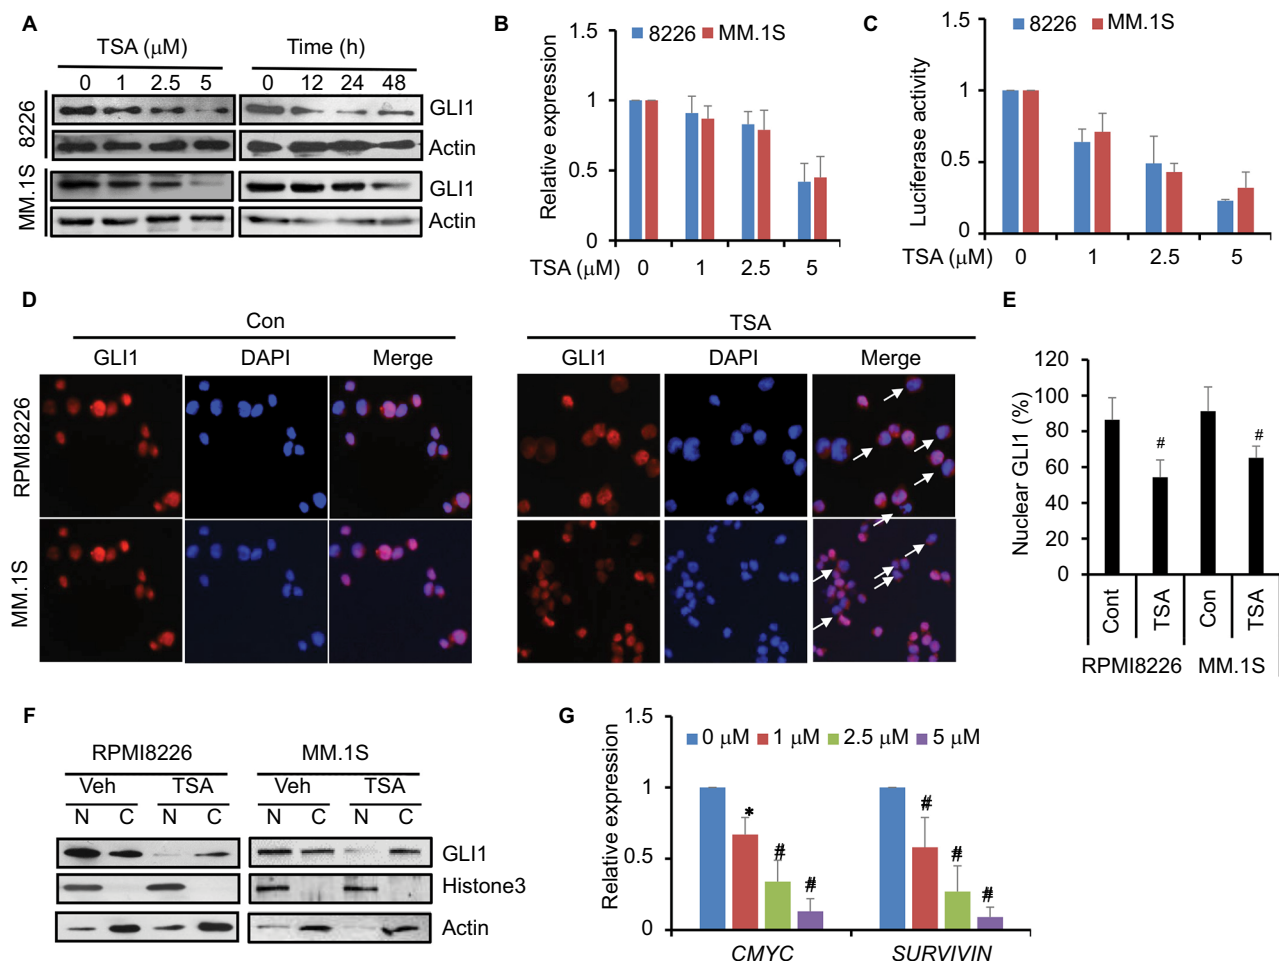 A
TSA (μM)
Time (h)
0 1 2.5 5
0 12 24 48
8226
GLI1
Actin
MM.1S
GLI1
Actin
B
1.5
1
0.5
0
Relative expression
8226 MM.1S
TSA (μM) 0 1 2.5 5
C
1.5
1
0.5
0
Luciferase activity
8226 MM.1S
TSA (μM) 0 1 2.5 5
D
Con
TSA
GLI1 DAPI Merge
GLI1 DAPI Merge
RPMI8226
MM.1S
E
120
100
80
60
40
20
0
Nuclear GLI1 (%)
# #
Cont TSA Con TSA
RPMI8226 MM.1S
F
RPMI8226
MM.1S
Veh TSA
Veh TSA
N C N C
N C N C
GLI1
Histone3
Actin
G
1.5
1
0.5
0
Relative expression
0 μM 1 μM 2.5 μM 5 μM
* # #
# # #
CMYC SURVIVIN